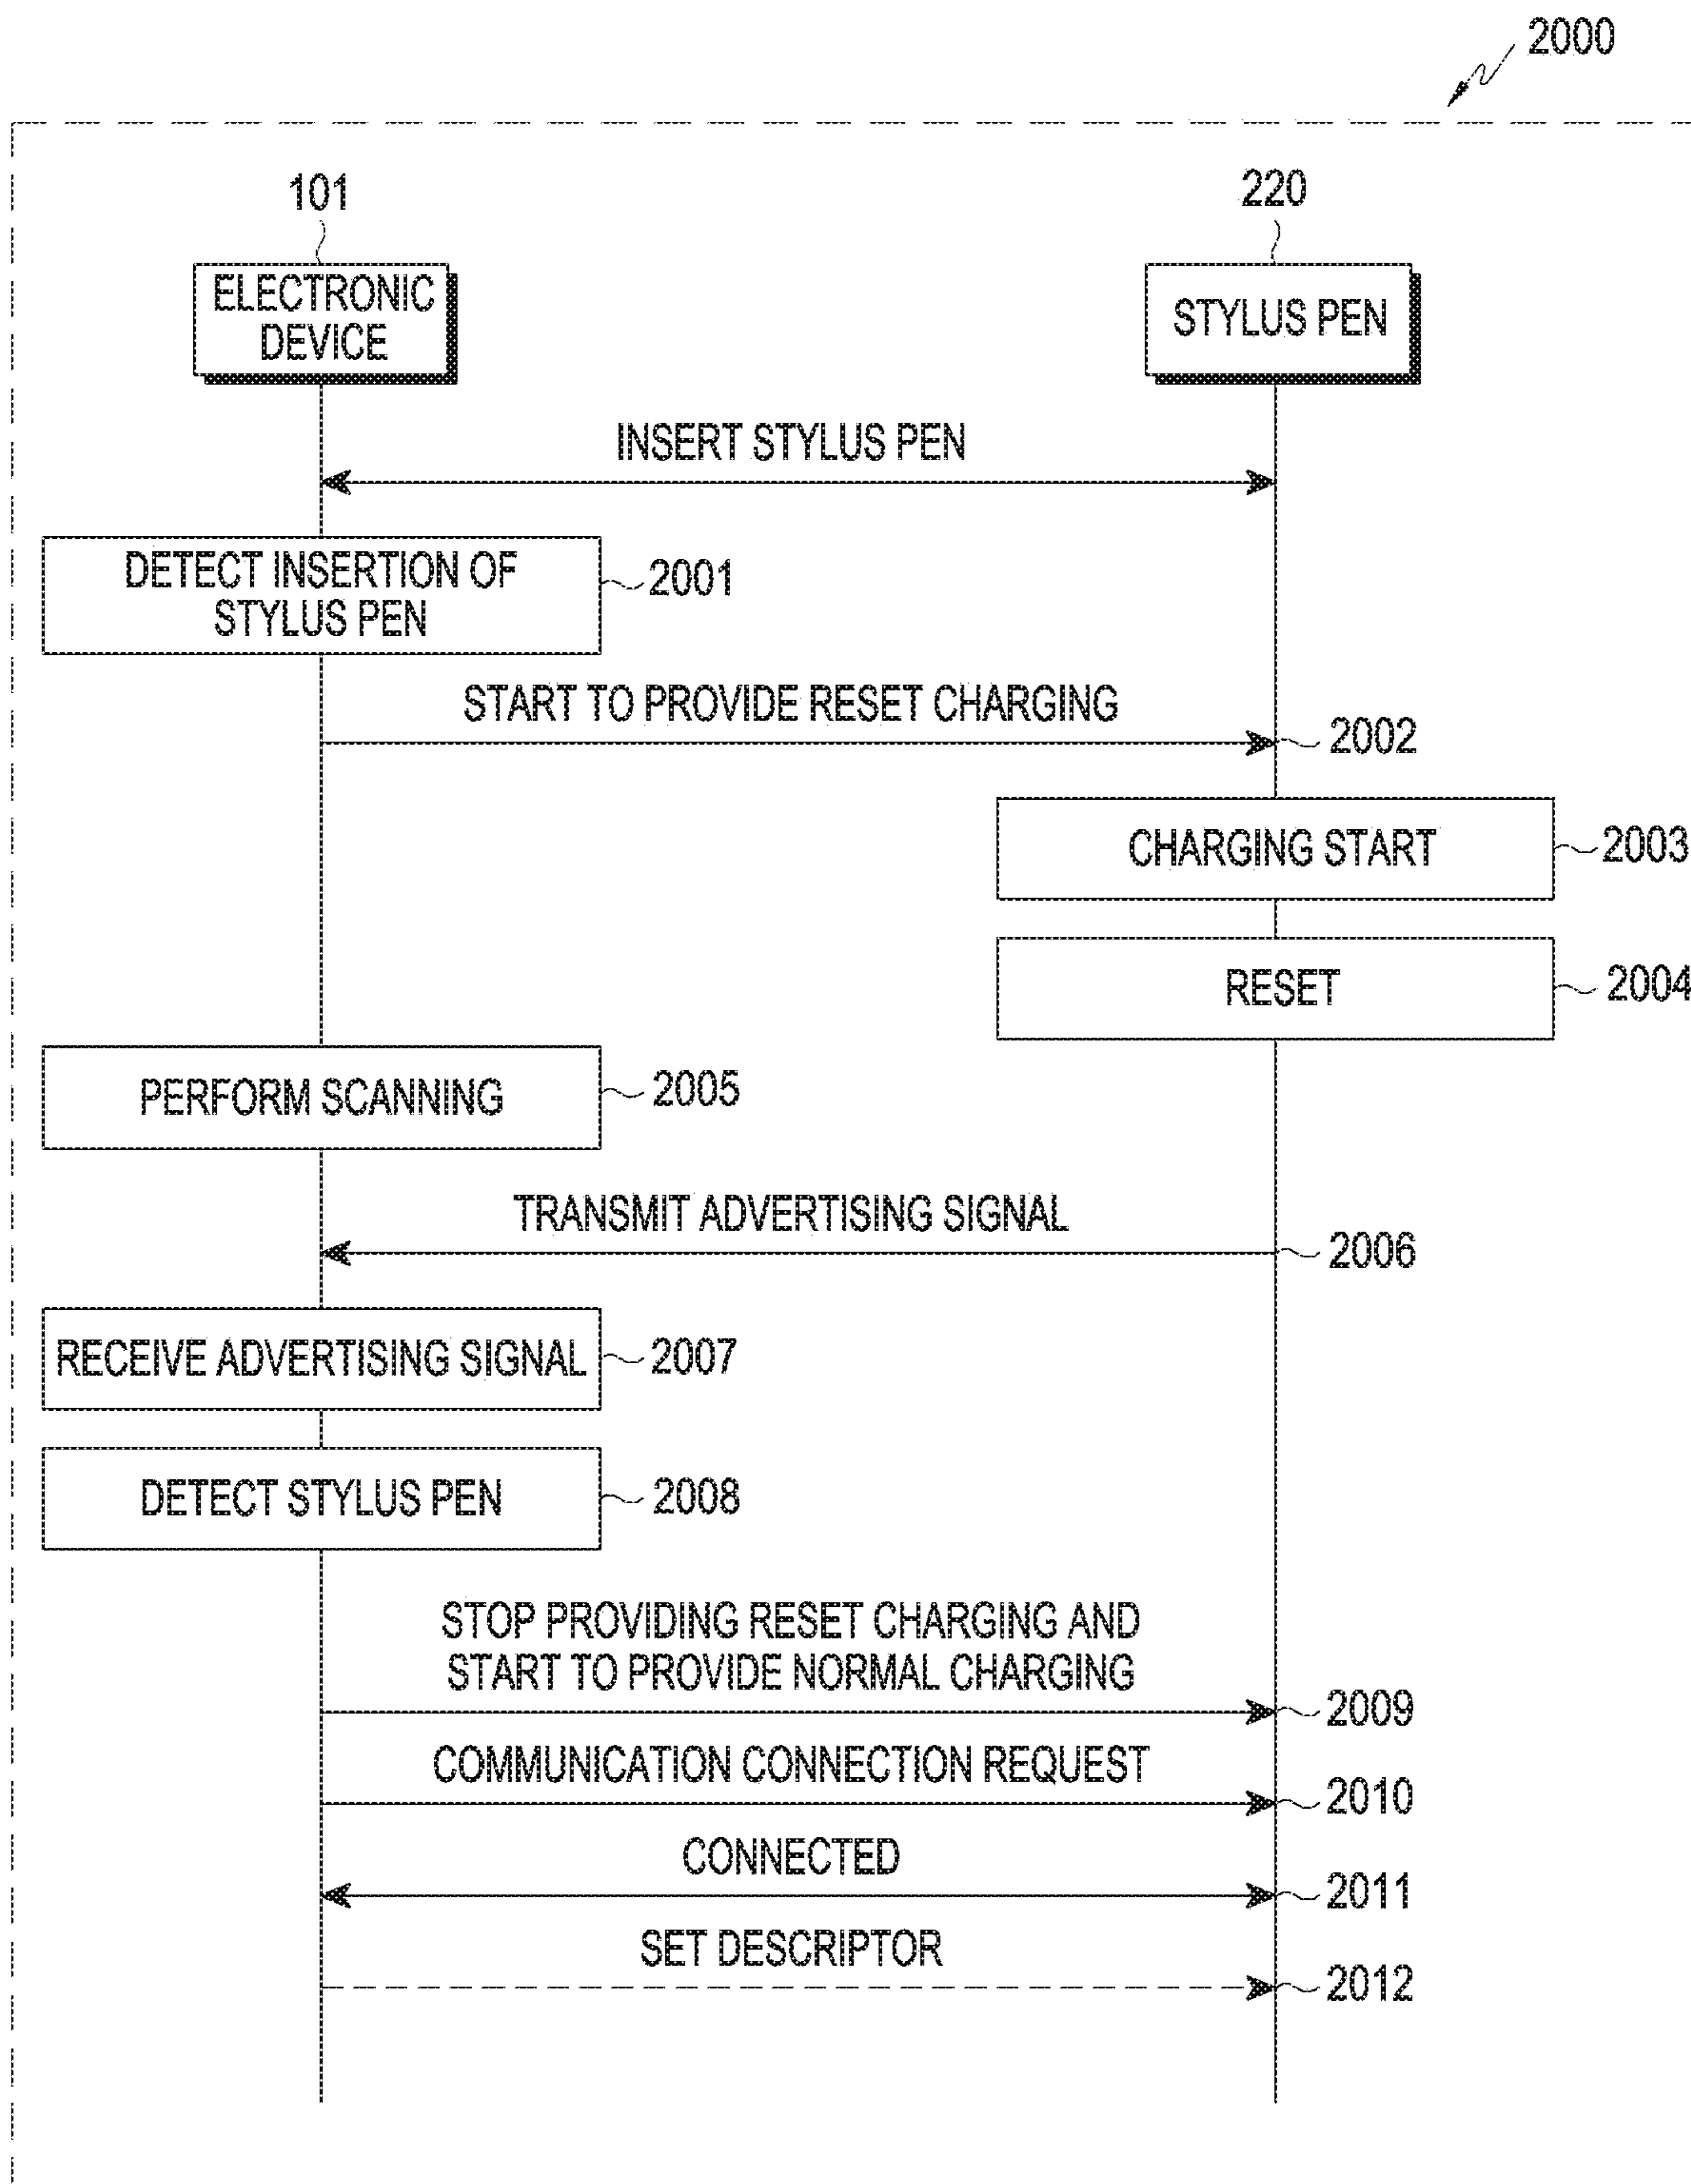 2000
101
220
ELECTRONIC
DEVICE
STYLUS PEN
INSERT STYLUS PEN
DETECT INSERTION OF
STYLUS PEN
2001
START TO PROVIDE RESET CHARGING
2002
CHARGING START
2003
RESET
2004
PERFORM SCANNING
2005
TRANSMIT ADVERTISING SIGNAL
2006
RECEIVE ADVERTISING SIGNAL
2007
DETECT STYLUS PEN
2008
STOP PROVIDING RESET CHARGING AND
START TO PROVIDE NORMAL CHARGING
2009
COMMUNICATION CONNECTION REQUEST
2010
CONNECTED
2011
SET DESCRIPTOR
2012